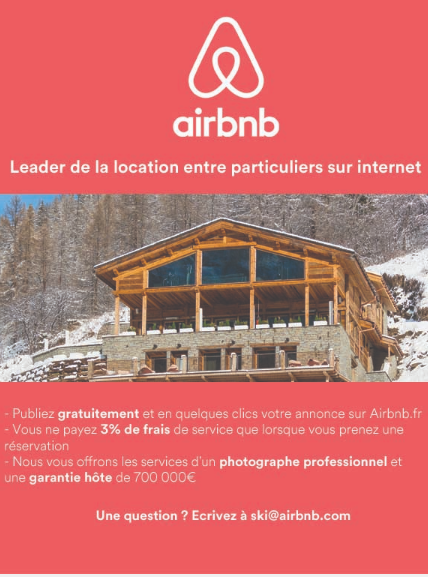 airbnb
Leader de la location entre particuliers sur internet
- Publiez gratuitement et en quelques clics votre annonce sur Airbnb.fr
- Vous ne payez 3% de frais de service que lorsque vous prenez une
réservation
- Nous vous offrons les services d'un photographe professionnel et
une garantie hôte de 700 000€
Une question ? Ecrivez à ski@airbnb.com